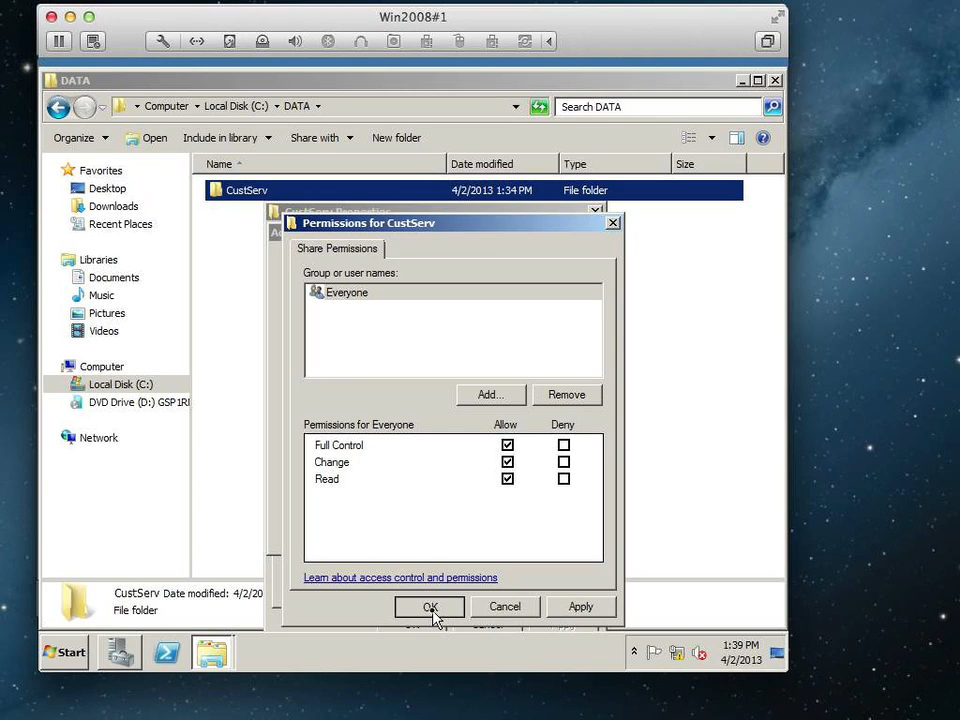 Win2008#1
DATA
Computer Local Disk (C:) DATA
Search DATA
Organize Open Include in library Share with New folder
Name Date modified Type Size
Favorites
Desktop
Downloads
Recent Places
Libraries
Documents
Music
Pictures
Videos
Computer
Local Disk (C:)
DVD Drive (D:) GSP1RI
Network
CustServ 4/2/2013 1:34 PM File folder
CustServ Properties
Permissions for CustServ
Share Permissions
Group or user names:
Everyone
Add... Remove
Permissions for Everyone Allow Deny
Full Control
Change
Read
Learn about access control and permissions
OK Cancel Apply
CustServ Date modified: 4/2/20
File folder
Start
1:39 PM
4/2/2013